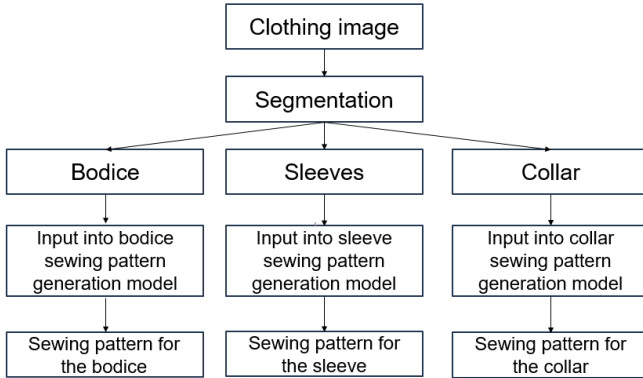 Clothing image
Segmentation
Bodice
Sleeves
Collar
Input into bodice
sewing pattern
generation model
Input into sleeve
sewing pattern
generation model
Input into collar
sewing pattern
generation model
Sewing pattern for
the bodice
Sewing pattern for
the sleeve
Sewing pattern for
the collar